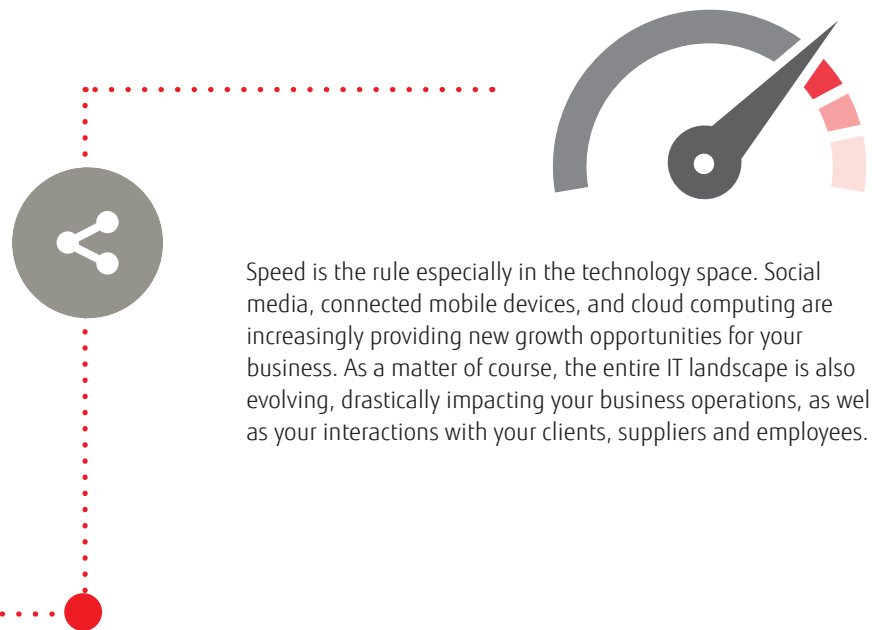 Speed is the rule especially in the technology space. Social
media, connected mobile devices, and cloud computing are
increasingly providing new growth opportunities for your
business. As a matter of course, the entire IT landscape is also
evolving, drastically impacting your business operations, as wel
as your interactions with your clients, suppliers and employees.